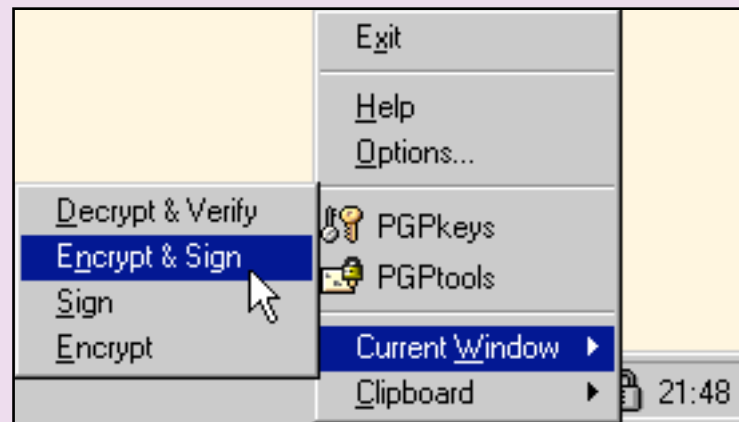 Exit
Help
Options...
PGPkeys
PGPtools
Current Window
Clipboard
Decrypt & Verify
Encrypt & Sign
Sign
Encrypt
21:48